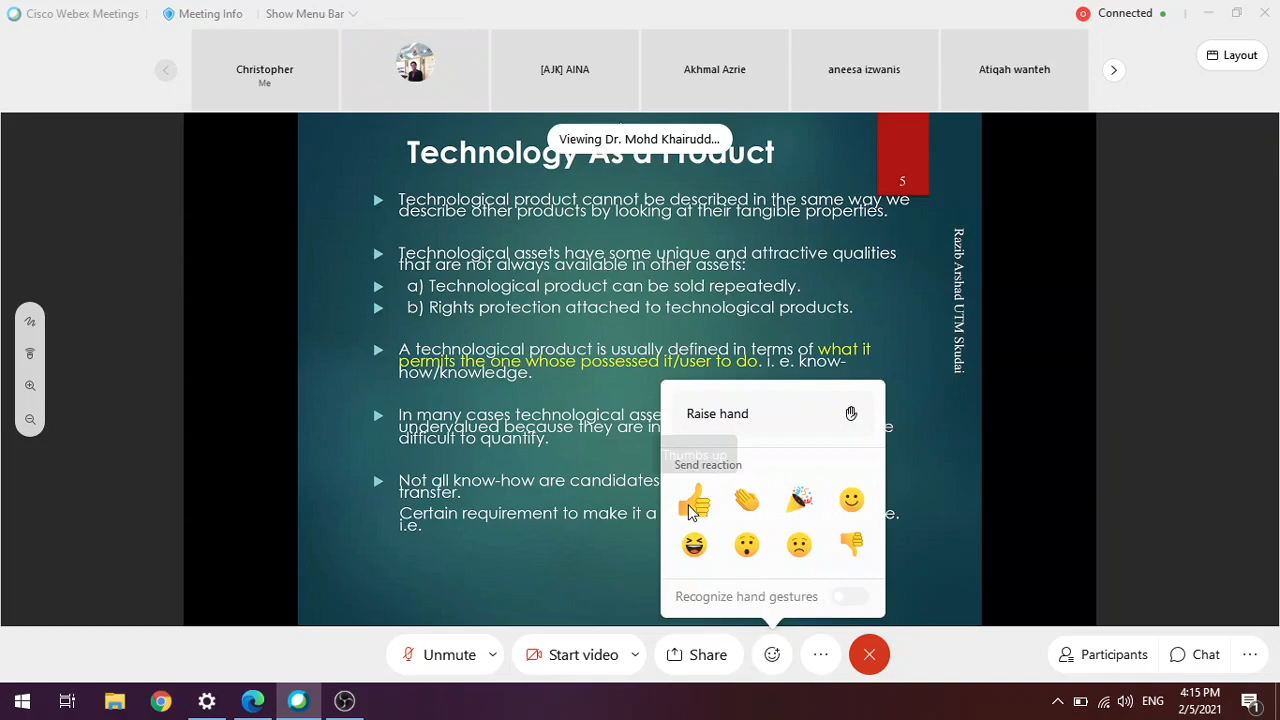 Cisco Webex Meetings Meeting Info Show Menu Bar Connected
Christopher
Me
[AJK] AINA
Akhmal Azrie
aneesa izwanis
Atiqah wanteh
Layout
Viewing Dr. Mohd Khairudd...
Technology As a Product
5
Technological product cannot be described in the same way we
describe other products by looking at their tangible properties.
Technological assets have some unique and attractive qualities
that are not always available in other assets:
a) Technological product can be sold repeatedly.
b) Rights protection attached to technological products.
A technological product is usually defined in terms of what it
permits the one whose possessed it/user to do. i. e. know-
how/knowledge.
In many cases technological asse
undervalued because they are in e
difficult to quantify.
Not all know-how are candidates
transfer.
Certain requirement to make it a e.
i.e.
Razib Arshad UTM Skudai
Raise hand
Thumbs up
Send reaction
Recognize hand gestures
Unmute Start video Share Participants Chat
ENG
4:15 PM
2/5/2021
1